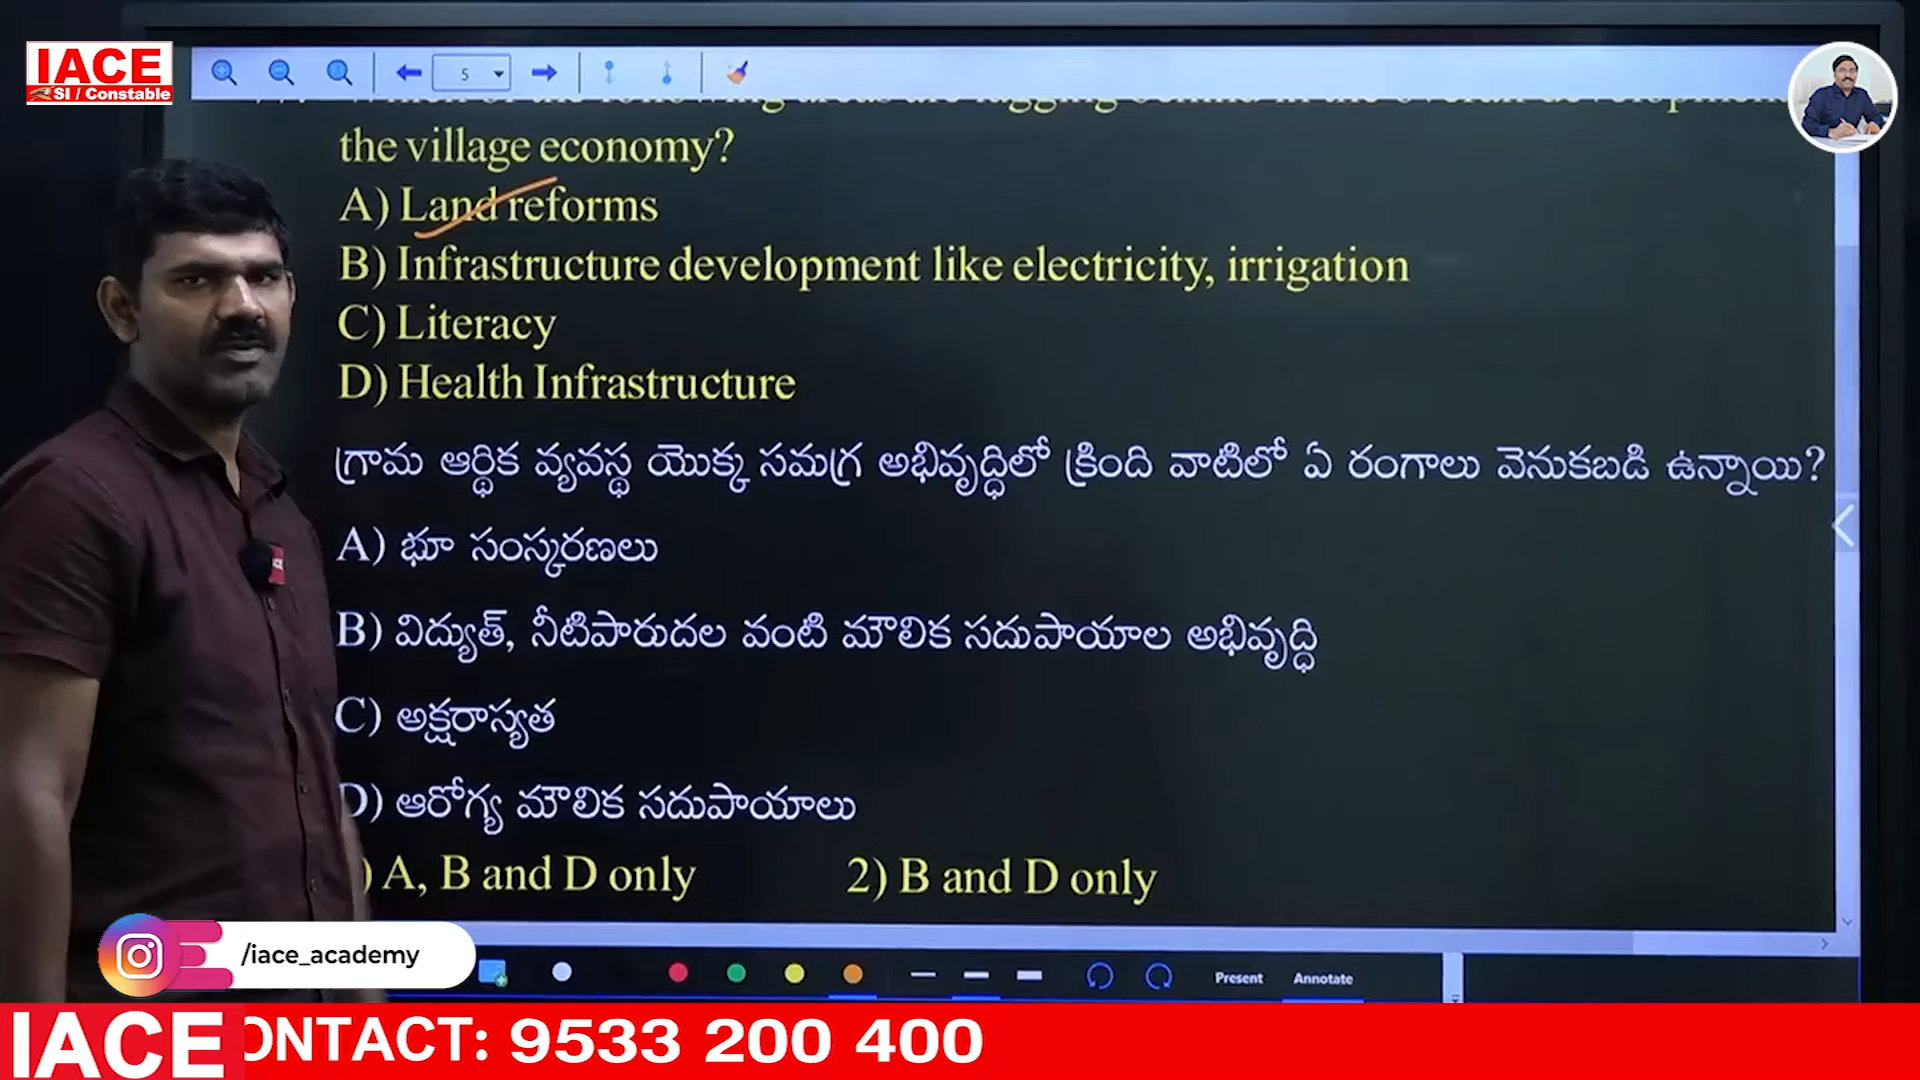 IACE
SI / Constable
5
the village economy?
A) Land reforms
B) Infrastructure development like electricity, irrigation
C) Literacy
D) Health Infrastructure
గ్రామ ఆర్థిక వ్యవస్థ యొక్క సమగ్ర అభివృద్ధిలో క్రింది వాటిలో ఏ రంగాలు వెనుకబడి ఉన్నాయి?
A) భూ సంస్కరణలు
B) విద్యుత్, నీటిపారుదల వంటి మౌలిక సదుపాయాల అభివృద్ధి
C) అక్షరాస్యత
D) ఆరోగ్య మౌలిక సదుపాయాలు
) A, B and D only 2) B and D only
/iace_academy
Present Annotate
IACE ONTACT: 9533 200 400